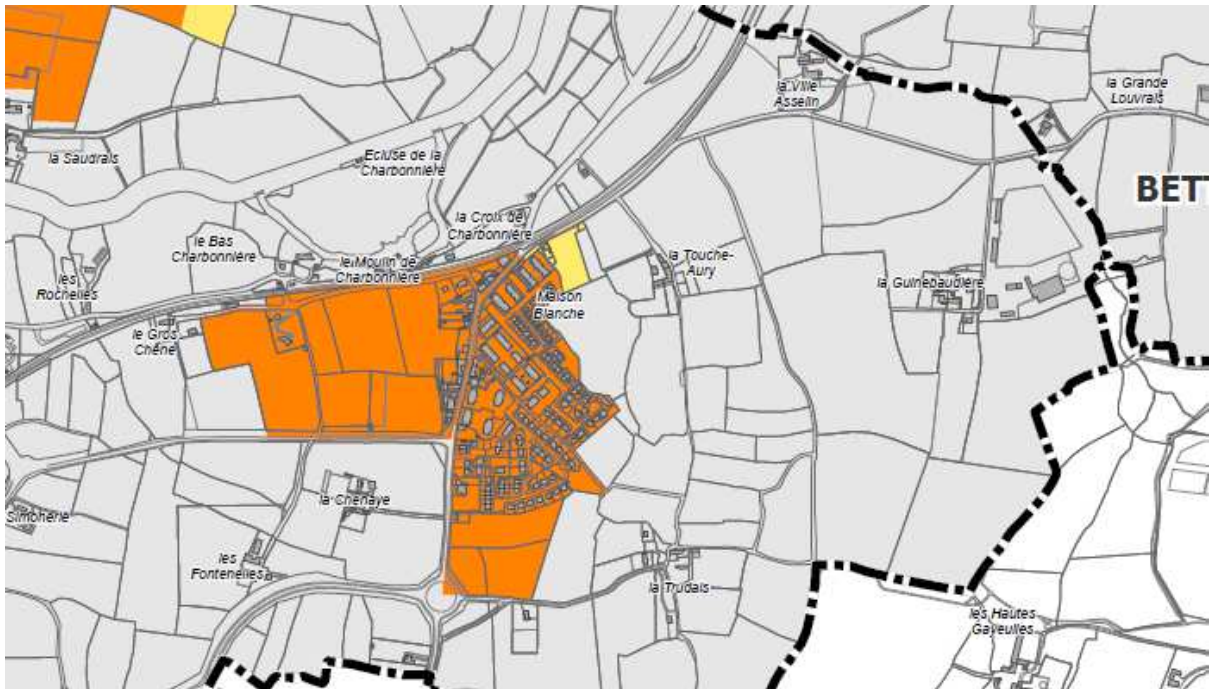 la Ville
Asselin
la Grande
Louvrais
la Saudrais
Ecluse de la
Charbonnière
BETT
la Croix de
Charbonnière
le Bas
Charbonnière
le Moulin de
Charbonnière
la Touche-
Aury
les
Rochelles
la Guinebaudière
Maison
Blanche
le Gros
Chêne
la Chenaye
Simonerie
les
Fontenelles
la Trudais
les Hautes
Gayeulles